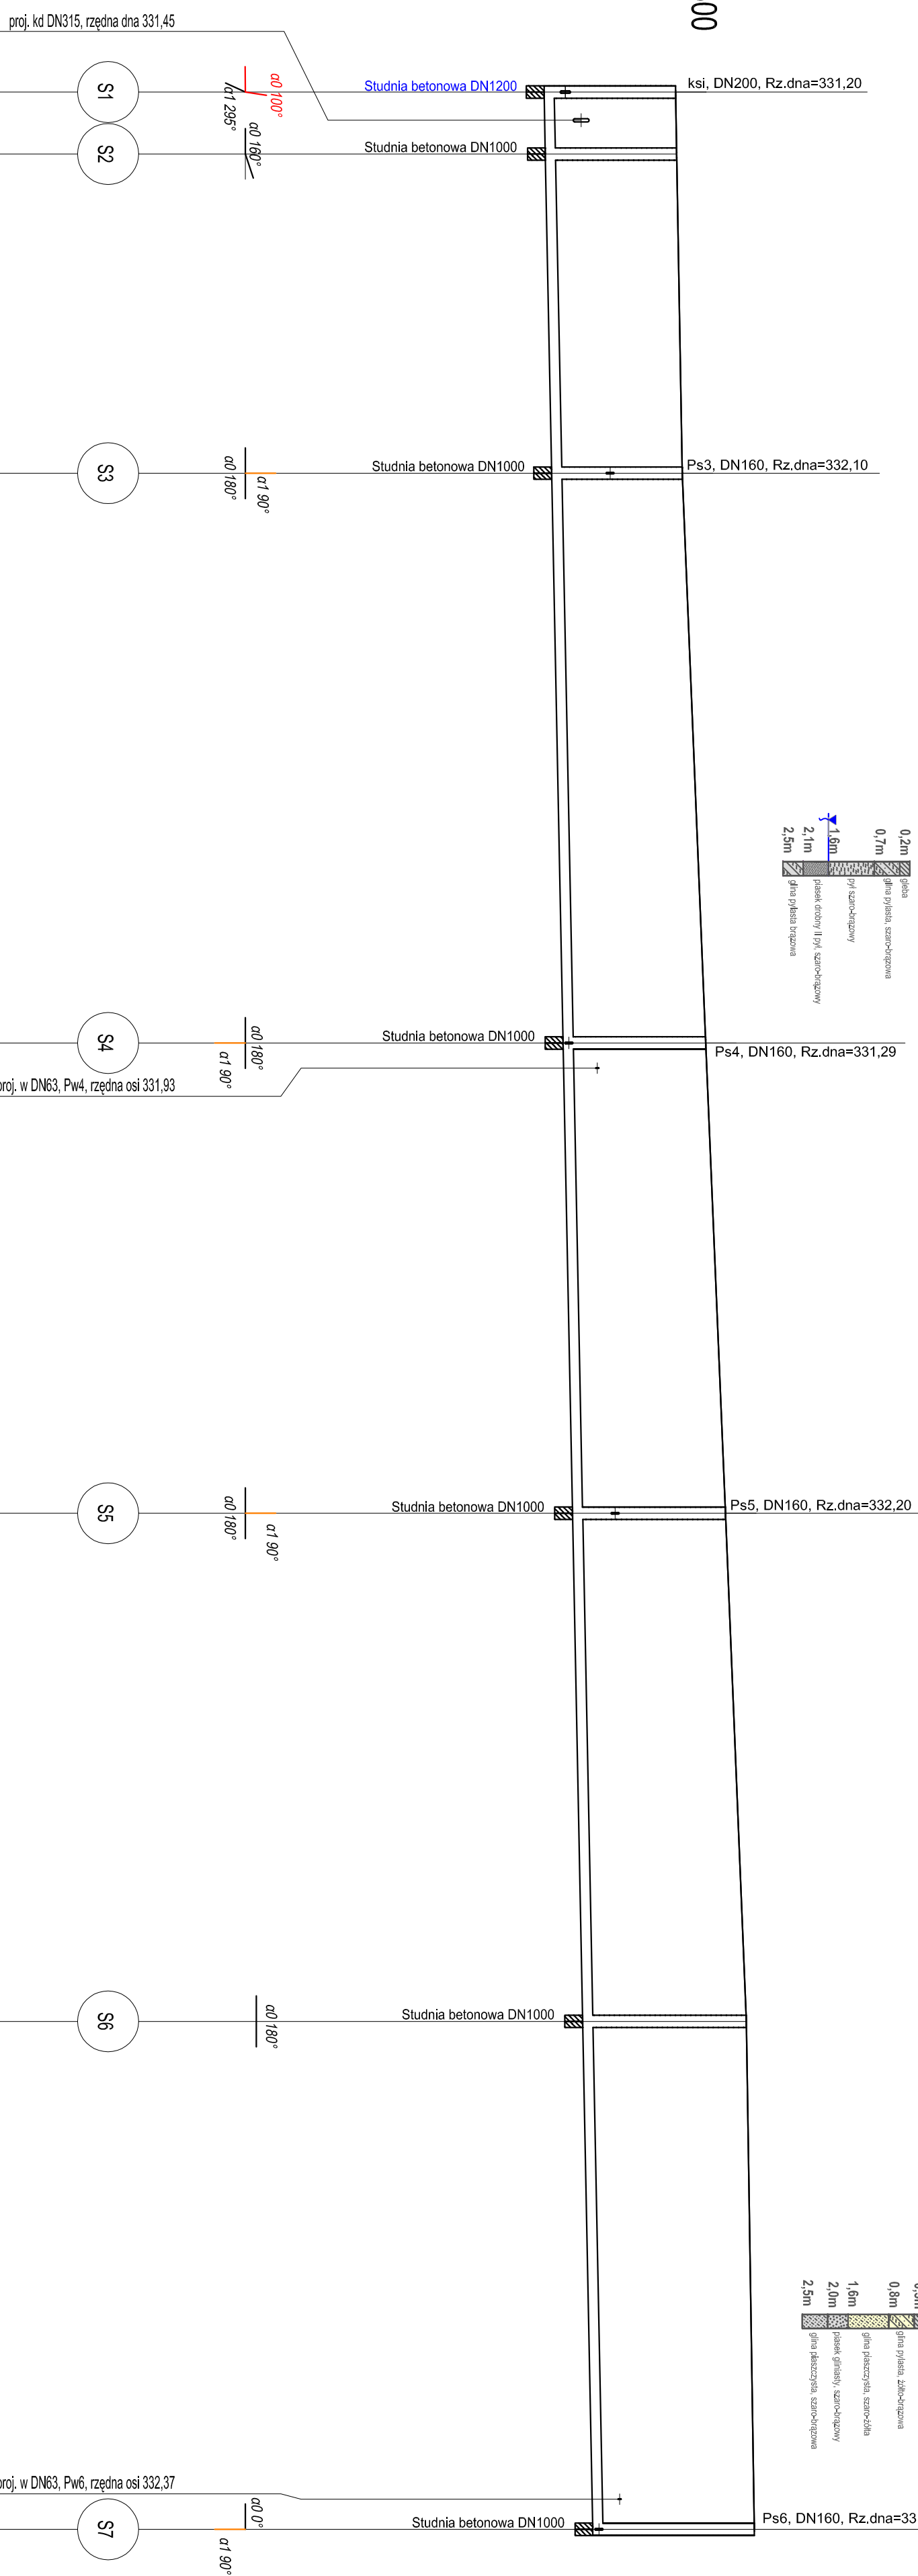 00
proj. kd DN315, rzędna dna 331,45
S1
α0 100°
α1 295°
Studnia betonowa DN1200
ksi, DN200, Rz.dna=331,20
S2
α0 160°
Studnia betonowa DN1000
S3
α0 180°
α1 90°
Studnia betonowa DN1000
Ps3, DN160, Rz.dna=332,10
0,2m
gleba
0,7m
glina pylasta, szaro-brązowa
1,6m
pył szaro-brązowy
2,1m
piasek drobny II pył, szaro-brązowy
2,5m
glina pylasta brązowa
S4
α0 180°
α1 90°
Studnia betonowa DN1000
Ps4, DN160, Rz.dna=331,29
proj. w DN63, Pw4, rzędna osi 331,93
S5
α0 180°
α1 90°
Studnia betonowa DN1000
Ps5, DN160, Rz.dna=332,20
S6
α0 180°
Studnia betonowa DN1000
0,8m
glina pylasta, żółto-brązowa
1,6m
glina piaszczysta, szaro-żółta
2,0m
piasek gliniasty, szaro-brązowy
2,5m
glina piaszczysta, szaro-brązowa
proj. w DN63, Pw6, rzędna osi 332,37
S7
α0 0°
α1 90°
Studnia betonowa DN1000
Ps6, DN160, Rz.dna=33